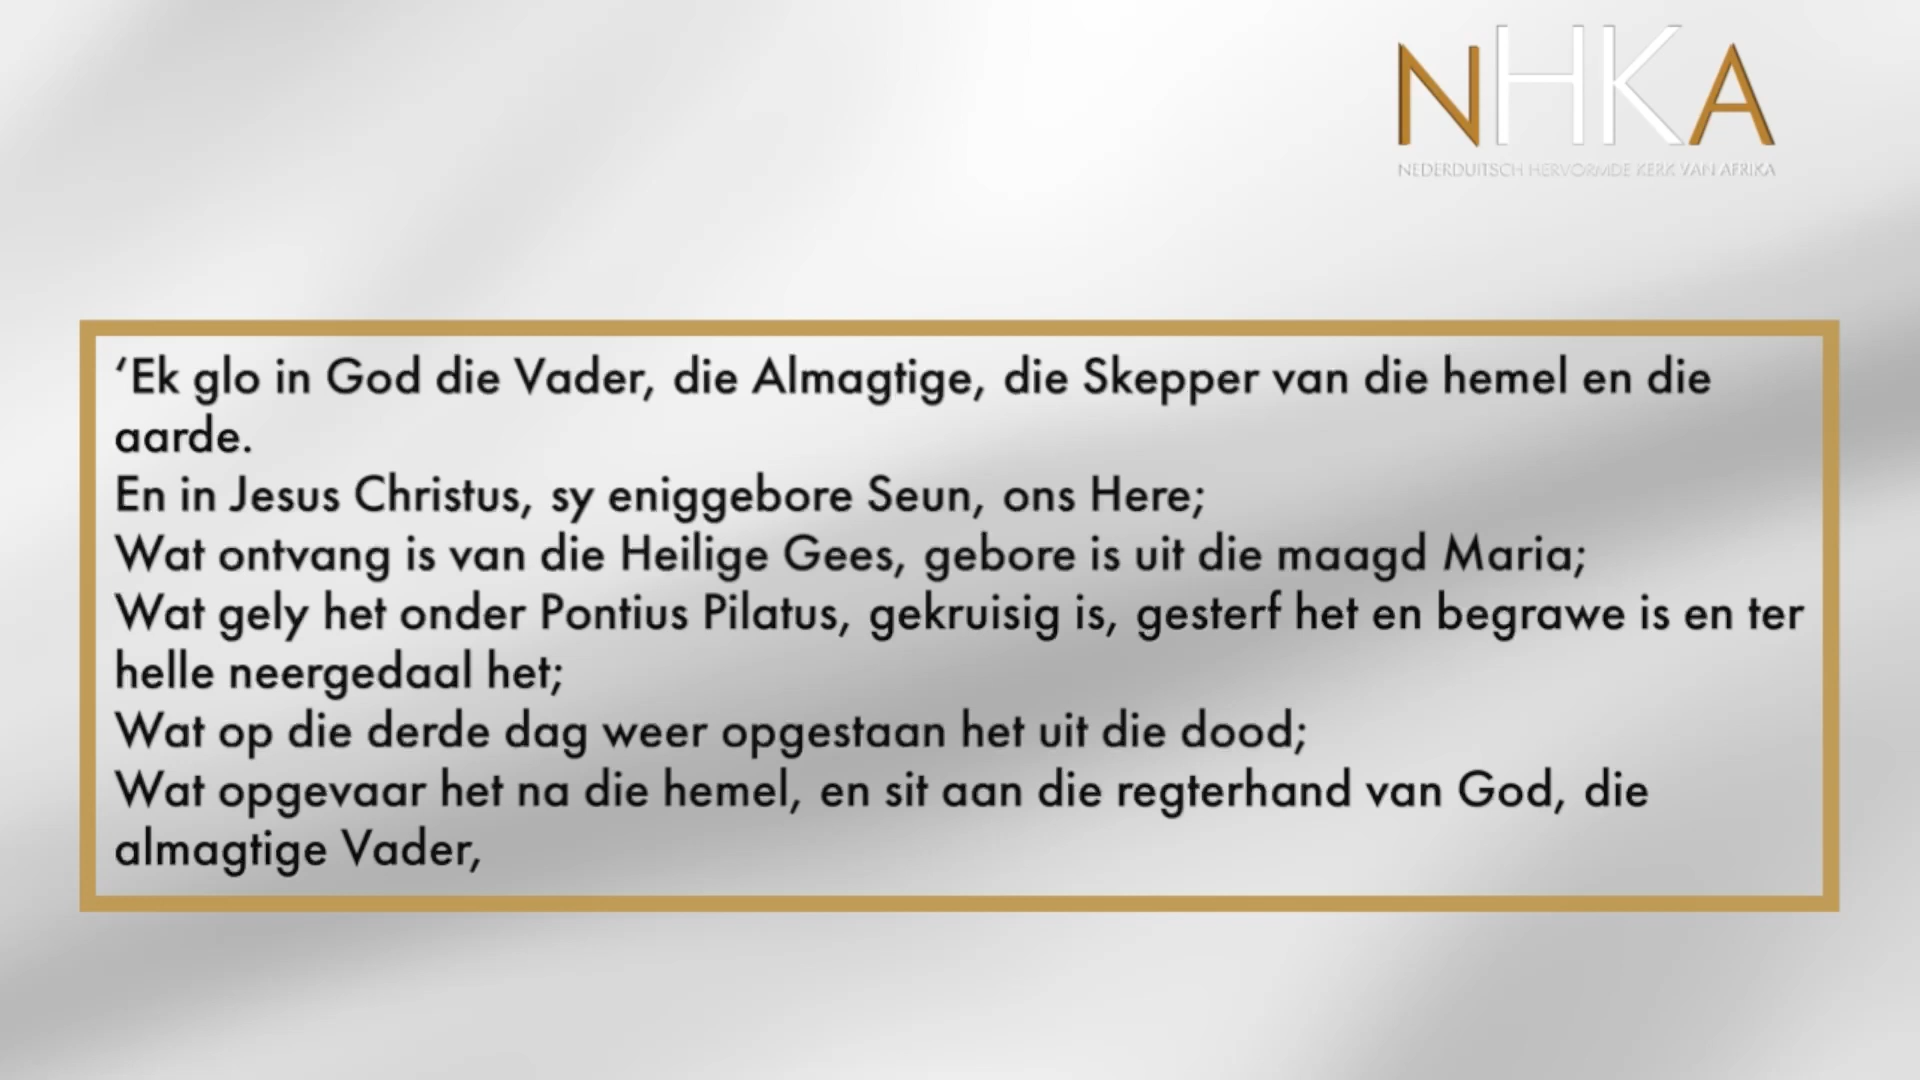 NHKA
NEDERDUITSCH HERVORMDE KERK VAN AFRIKA
‘Ek glo in God die Vader, die Almagtige, die Skepper van die hemel en die
aarde.
En in Jesus Christus, sy eniggebore Seun, ons Here;
Wat ontvang is van die Heilige Gees, gebore is uit die maagd Maria;
Wat gely het onder Pontius Pilatus, gekruisig is, gesterf het en begrawe is en ter
helle neergedaal het;
Wat op die derde dag weer opgestaan het uit die dood;
Wat opgevaar het na die hemel, en sit aan die regterhand van God, die
almagtige Vader,